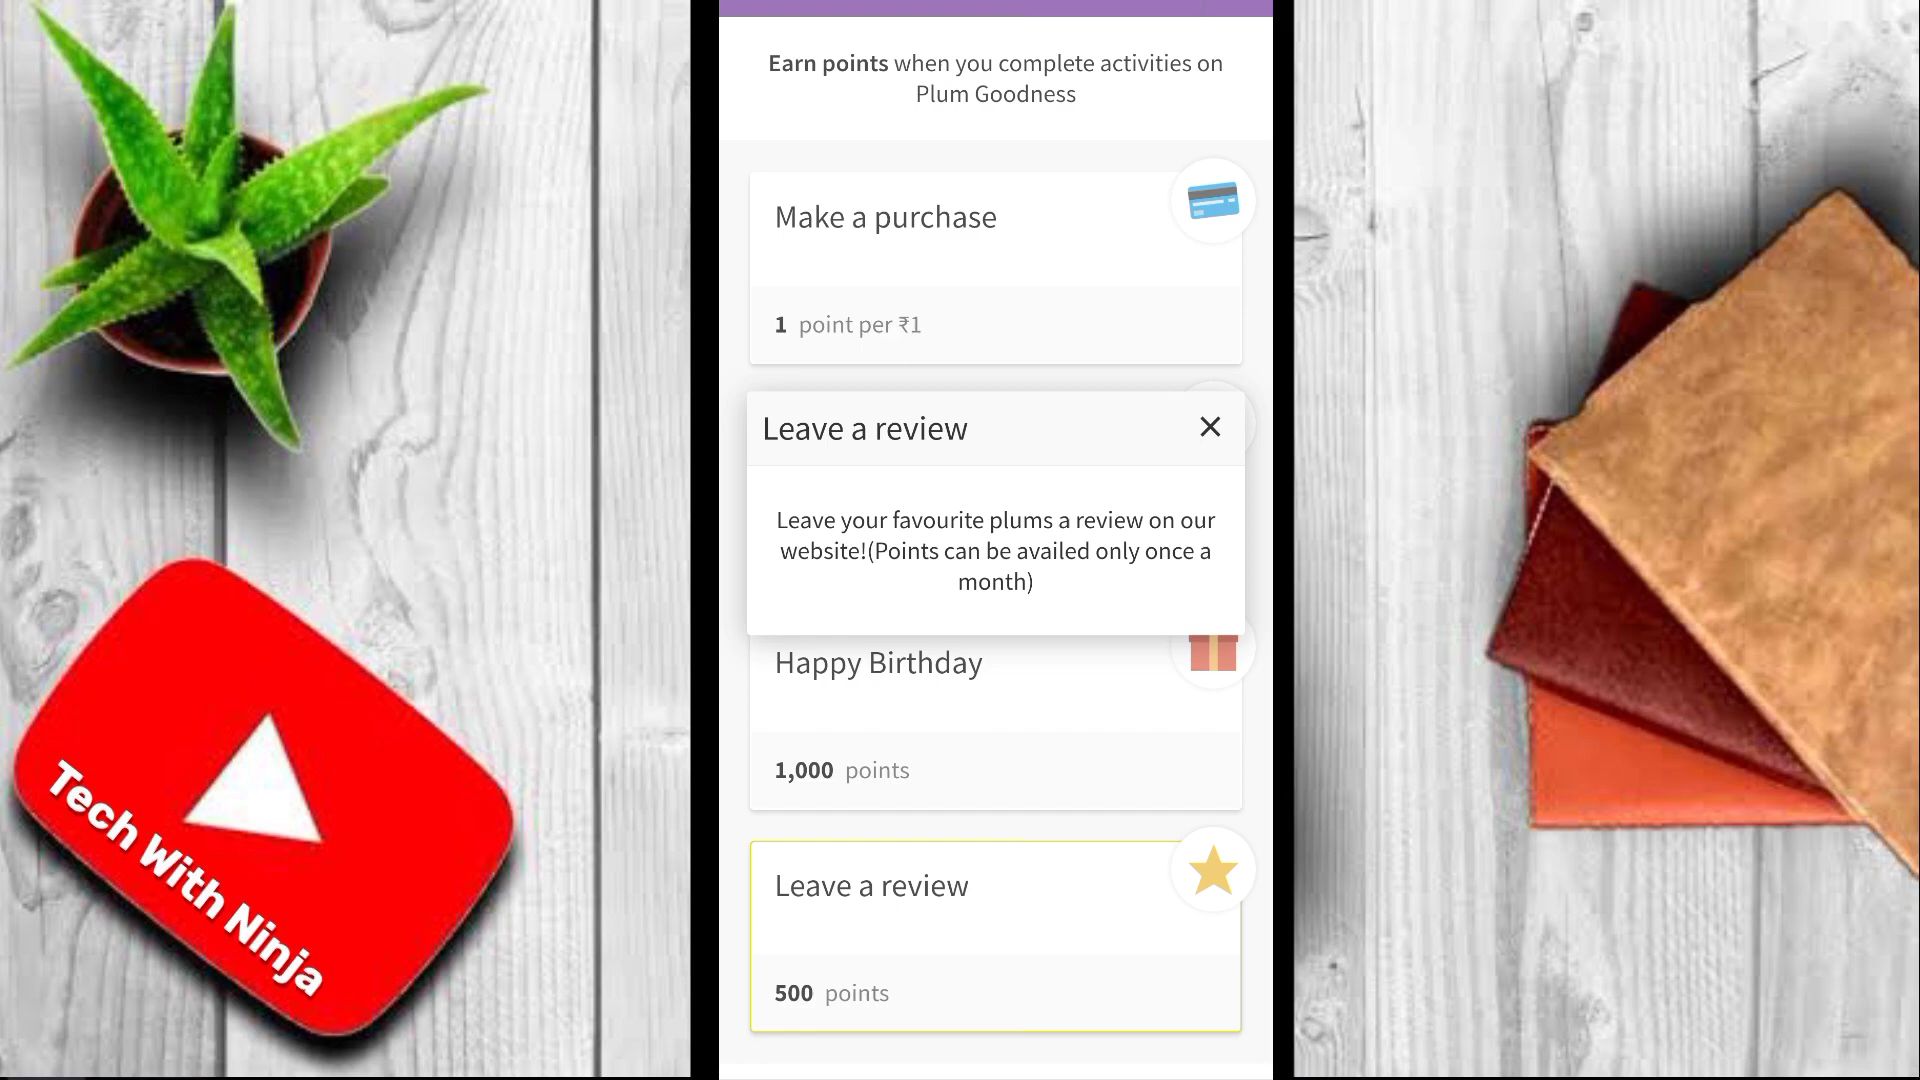 Earn points when you complete activities on
Plum Goodness
Make a purchase
1 point per ₹1
Leave a review
Leave your favourite plums a review on our
website!(Points can be availed only once a
month)
Happy Birthday
1,000 points
Leave a review
500 points
Tech With Ninja